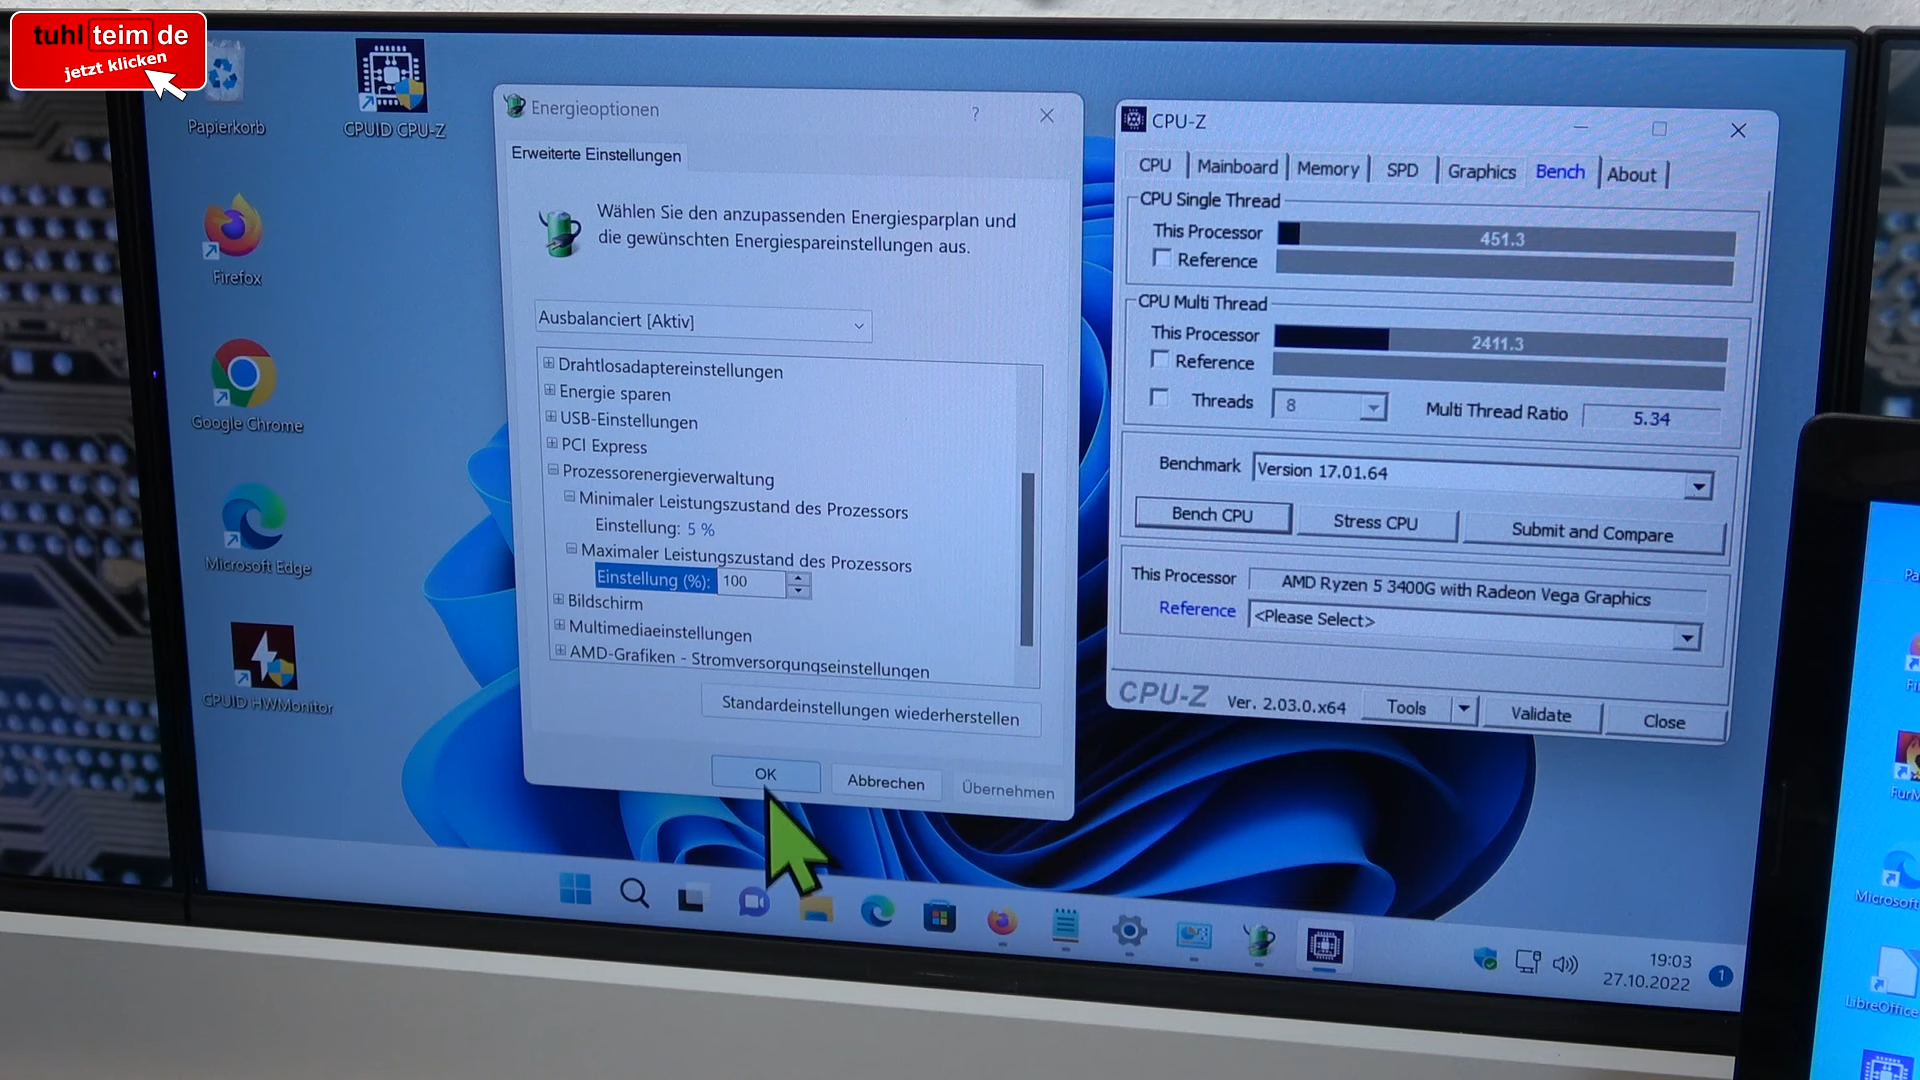 tuhl teim de
jetzt klicken
Papierkorb
CPUID CPU-Z
Firefox
Google Chrome
Microsoft Edge
CPUID HWMonitor
Energieoptionen
?
Erweiterte Einstellungen
Wählen Sie den anzupassenden Energiesparplan und
die gewünschten Energiespareinstellungen aus.
Ausbalanciert [Aktiv]
Drahtlosadaptereinstellungen
Energie sparen
USB-Einstellungen
PCI Express
Prozessorenergieverwaltung
Minimaler Leistungszustand des Prozessors
Einstellung: 5 %
Maximaler Leistungszustand des Prozessors
Einstellung (%): 100
Bildschirm
Multimediaeinstellungen
AMD-Grafiken - Stromversorgungseinstellungen
Standardeinstellungen wiederherstellen
OK
Abbrechen
Übernehmen
CPU-Z
CPU Mainboard Memory SPD Graphics Bench About
CPU Single Thread
This Processor 451.3
Reference
CPU Multi Thread
This Processor 2411.3
Reference
Threads 8 Multi Thread Ratio 5.34
Benchmark Version 17.01.64
Bench CPU Stress CPU Submit and Compare
This Processor AMD Ryzen 5 3400G with Radeon Vega Graphics
Reference <Please Select>
CPU-Z Ver. 2.03.0.x64 Tools Validate Close
19:03
27.10.2022
1
Microsoft
LibreOffice